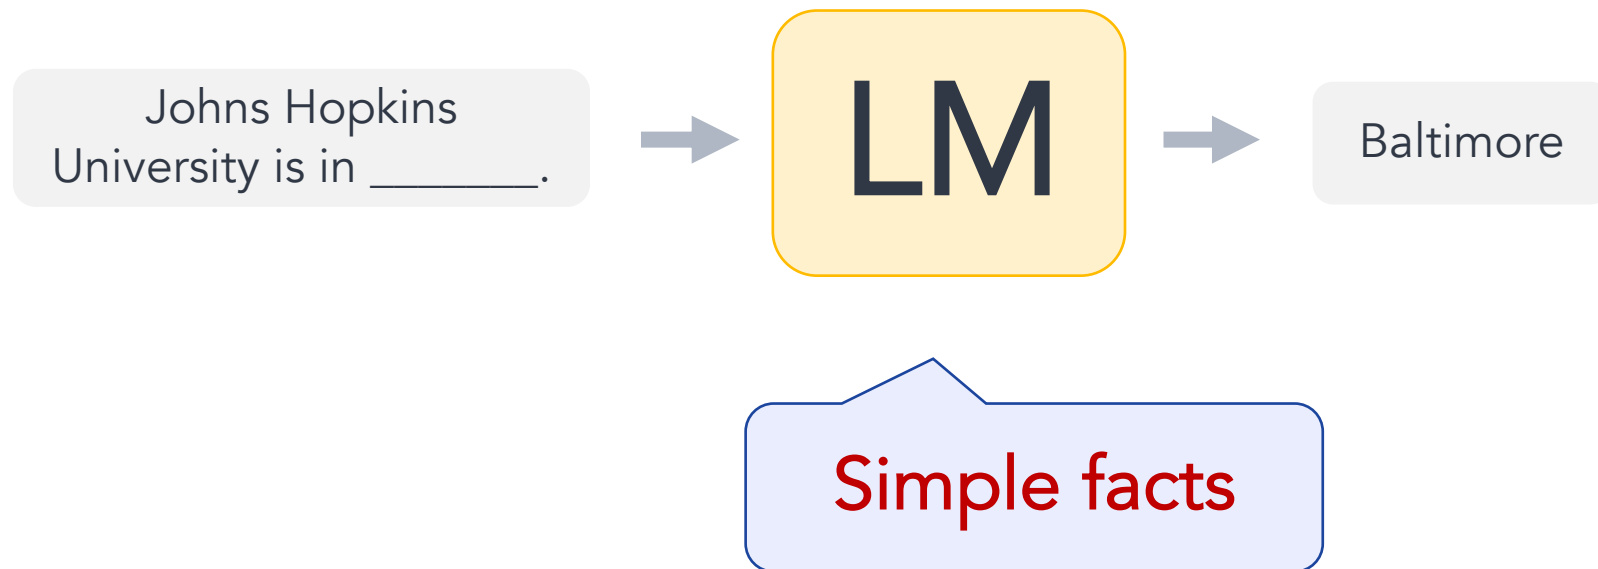 Johns Hopkins
University is in _______.
LM
Baltimore
Simple facts